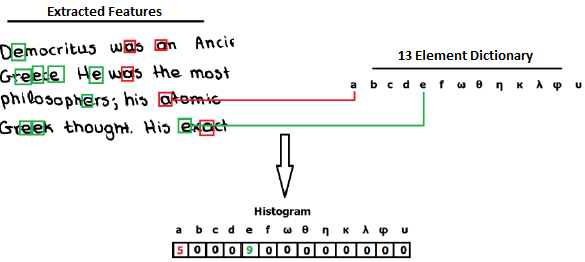 Extracted Features
Democritus was an Ancie
Greece He was the most
philosophers; his atomic
Greek thought. His exact
13 Element Dictionary
a b c d e f ω θ η κ λ φ υ
Histogram
a b c d e f ω θ η κ λ φ υ
5 0 0 0 9 0 0 0 0 0 0 0 0